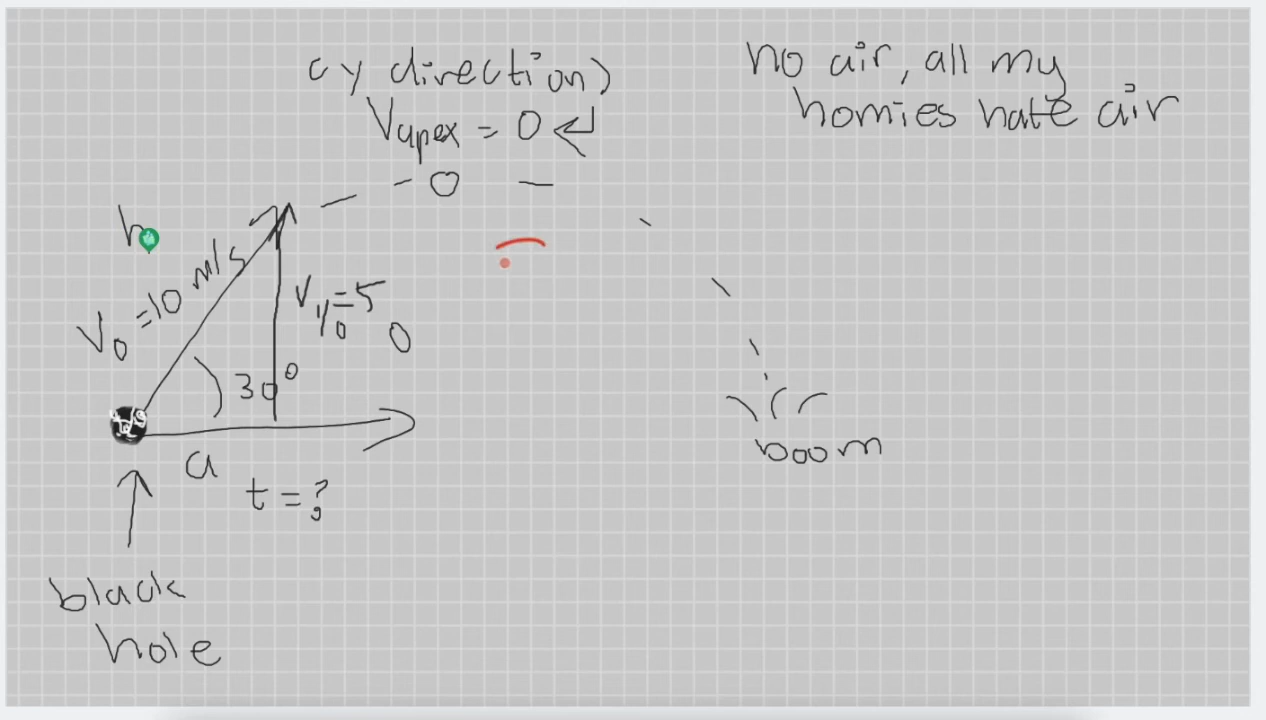 (y direction)
Vapex = 0
no air, all my
homies hate air
h
V0 = 10 m/s
Vy0 = 5
0
30°
a
t = ?
boom
black
hole